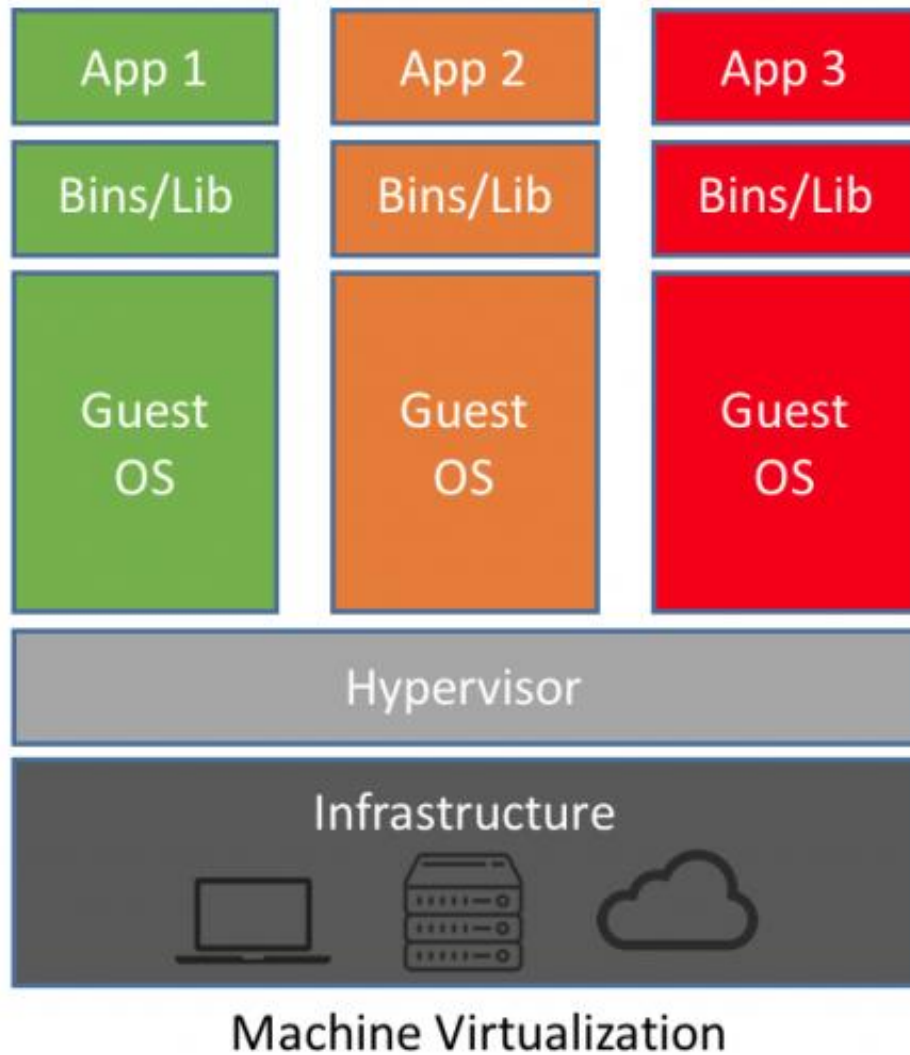 App 1
App 2
App 3
Bins/Lib
Bins/Lib
Bins/Lib
Guest
OS
Guest
OS
Guest
OS
Hypervisor
Infrastructure
Machine Virtualization